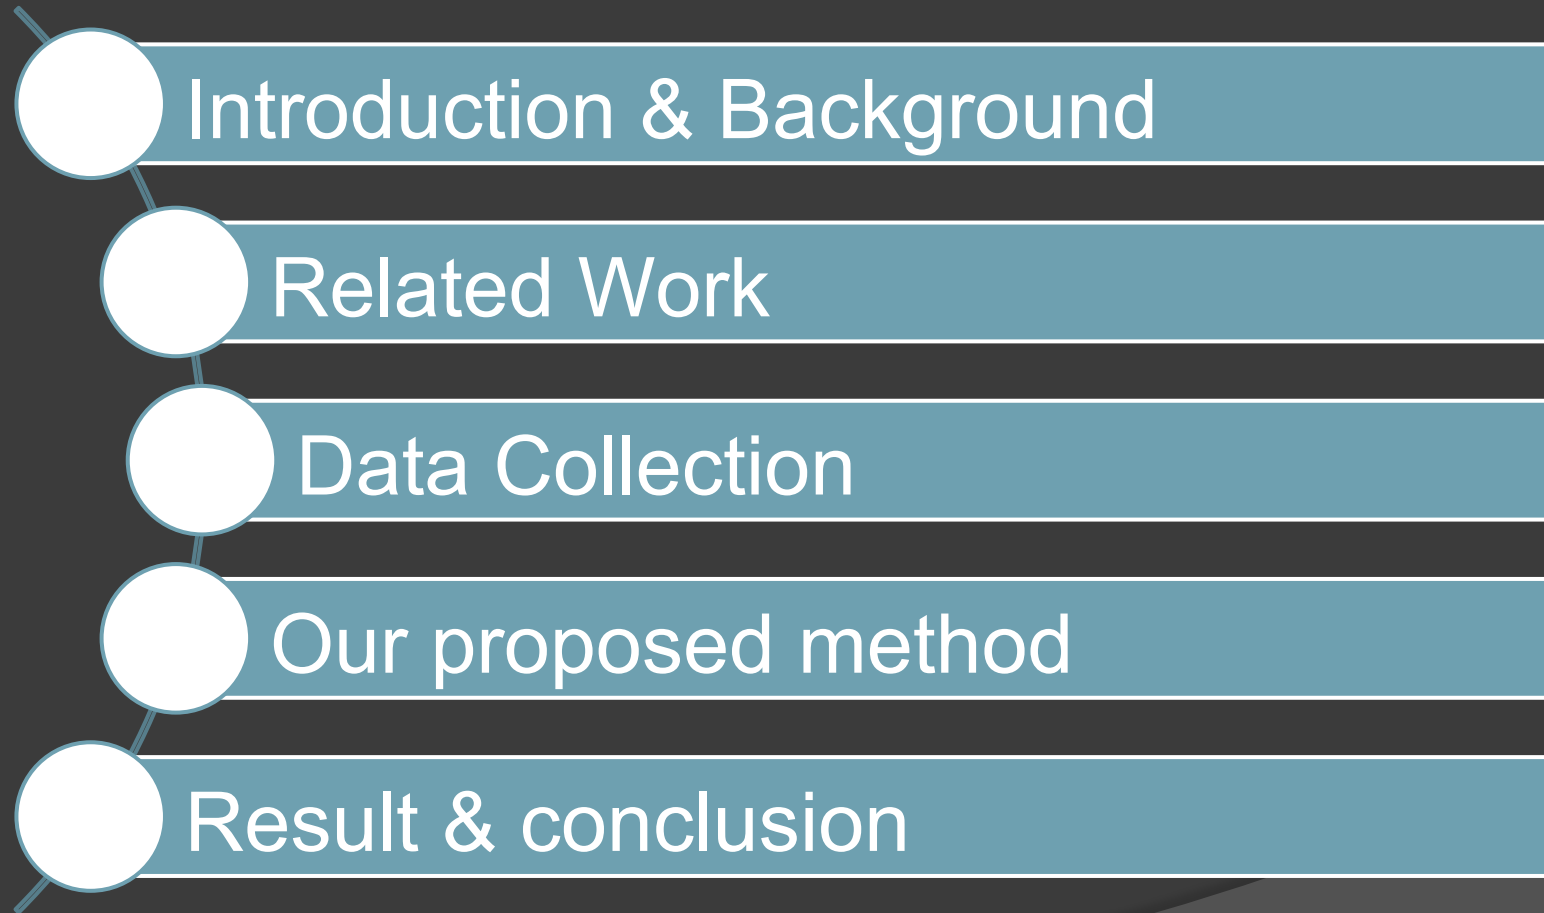 Introduction & Background
Related Work
Data Collection
Our proposed method
Result & conclusion